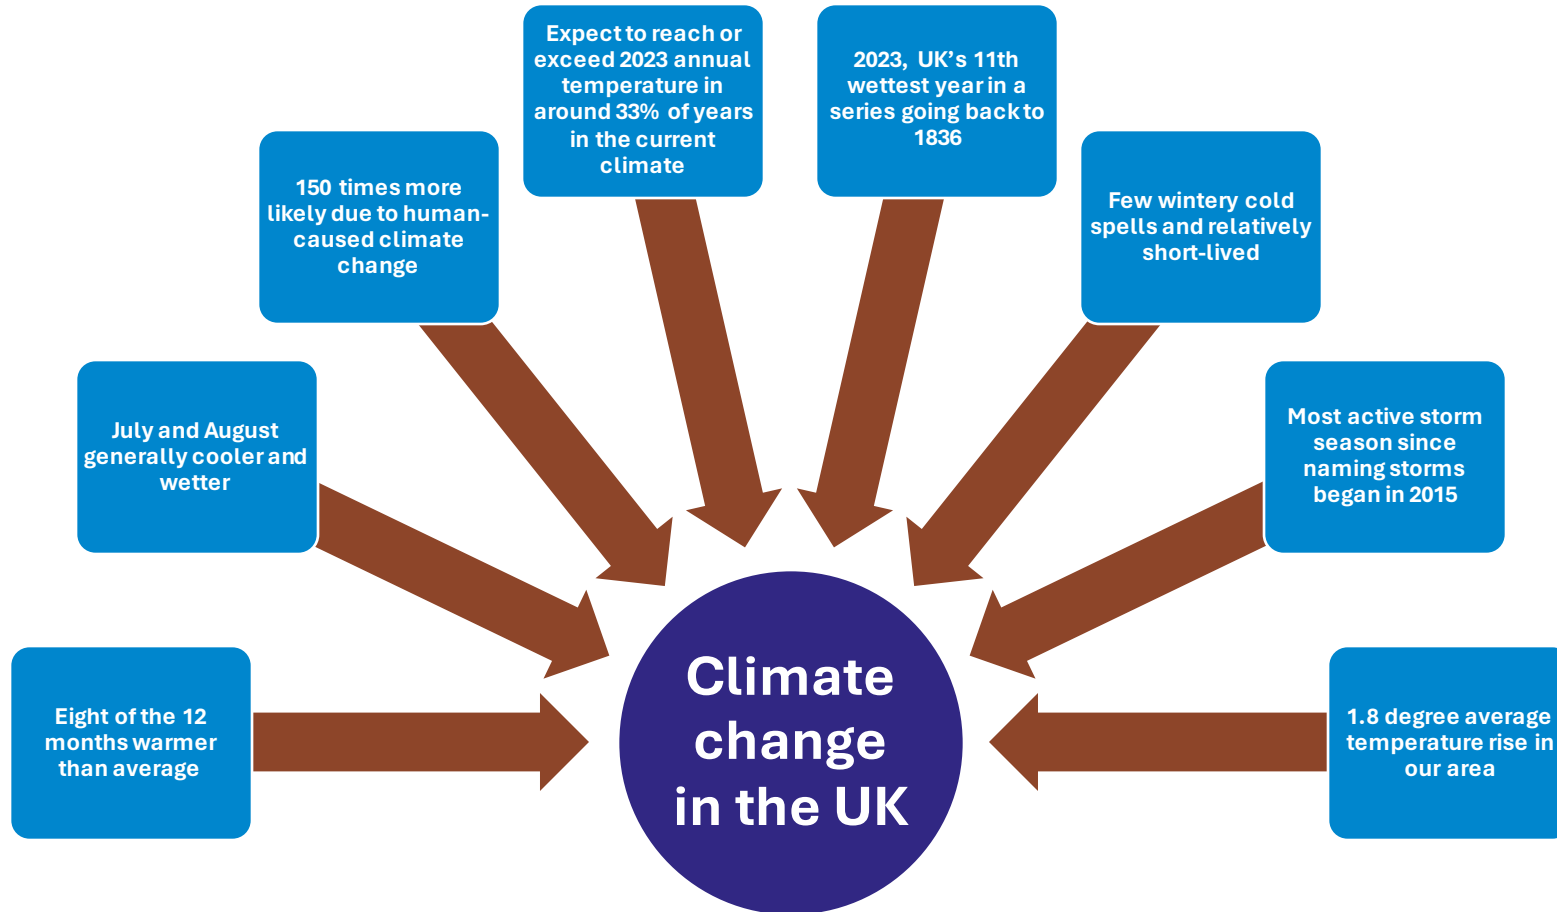 Expect to reach or
exceed 2023 annual
temperature in
around 33% of years
in the current
climate
2023, UK's 11th
wettest year in a
series going back to
1836
150 times more
likely due to human-
caused climate
change
Few wintery cold
spells and relatively
short-lived
July and August
generally cooler and
wetter
Most active storm
season since
naming storms
began in 2015
Eight of the 12
months warmer
than average
Climate
change
in the UK
1.8 degree average
temperature rise in
our area